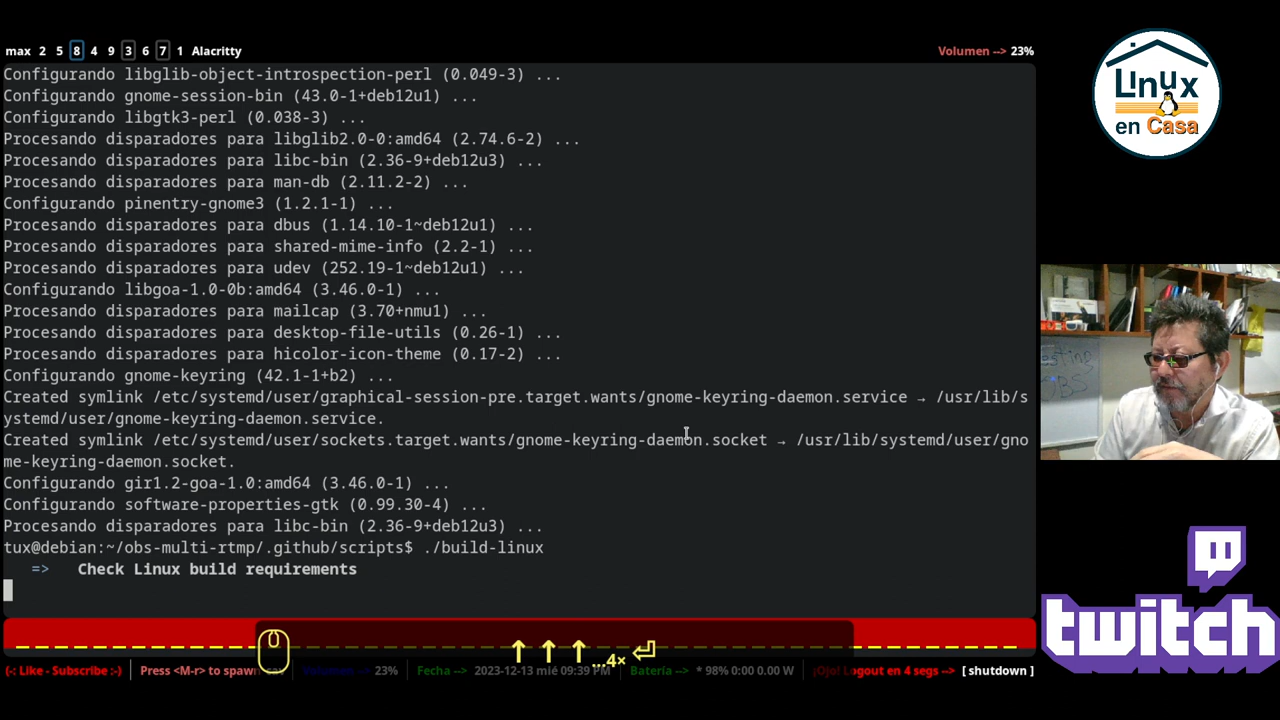 max 2 5 8 4 9 3 6 7 1 Alacritty
Volumen --> 23%
Configurando libglib-object-introspection-perl (0.049-3) ...
Configurando gnome-session-bin (43.0-1+deb12u1) ...
Configurando libgtk3-perl (0.038-3) ...
Procesando disparadores para libglib2.0-0:amd64 (2.74.6-2) ...
Procesando disparadores para libc-bin (2.36-9+deb12u3) ...
Procesando disparadores para man-db (2.11.2-2) ...
Configurando pinentry-gnome3 (1.2.1-1) ...
Procesando disparadores para dbus (1.14.10-1~deb12u1) ...
Procesando disparadores para shared-mime-info (2.2-1) ...
Procesando disparadores para udev (252.19-1~deb12u1) ...
Configurando libgoa-1.0-0b:amd64 (3.46.0-1) ...
Procesando disparadores para mailcap (3.70+nmu1) ...
Procesando disparadores para desktop-file-utils (0.26-1) ...
Procesando disparadores para hicolor-icon-theme (0.17-2) ...
Configurando gnome-keyring (42.1-1+b2) ...
Created symlink /etc/systemd/user/graphical-session-pre.target.wants/gnome-keyring-daemon.service → /usr/lib/s
ystemd/user/gnome-keyring-daemon.service.
Created symlink /etc/systemd/user/sockets.target.wants/gnome-keyring-daemon.socket → /usr/lib/systemd/user/gno
me-keyring-daemon.socket.
Configurando gir1.2-goa-1.0:amd64 (3.46.0-1) ...
Configurando software-properties-gtk (0.99.30-4) ...
Procesando disparadores para libc-bin (2.36-9+deb12u3) ...
tux@debian:~/obs-multi-rtmp/.github/scripts$ ./build-linux
=> Check Linux build requirements
↑ ↑ ↑ ...4× ⏎
(-: Like - Subscribe :-) Press <M-r> to spawn Volumen --> 23% Fecha --> 2023-12-13 mié 09:39 PM Batería --> * 98% 0:00 0.00 W ¡Ojo! Logout en 4 segs --> [ shutdown ]
LInux
en Casa
esting
OBS
twitch